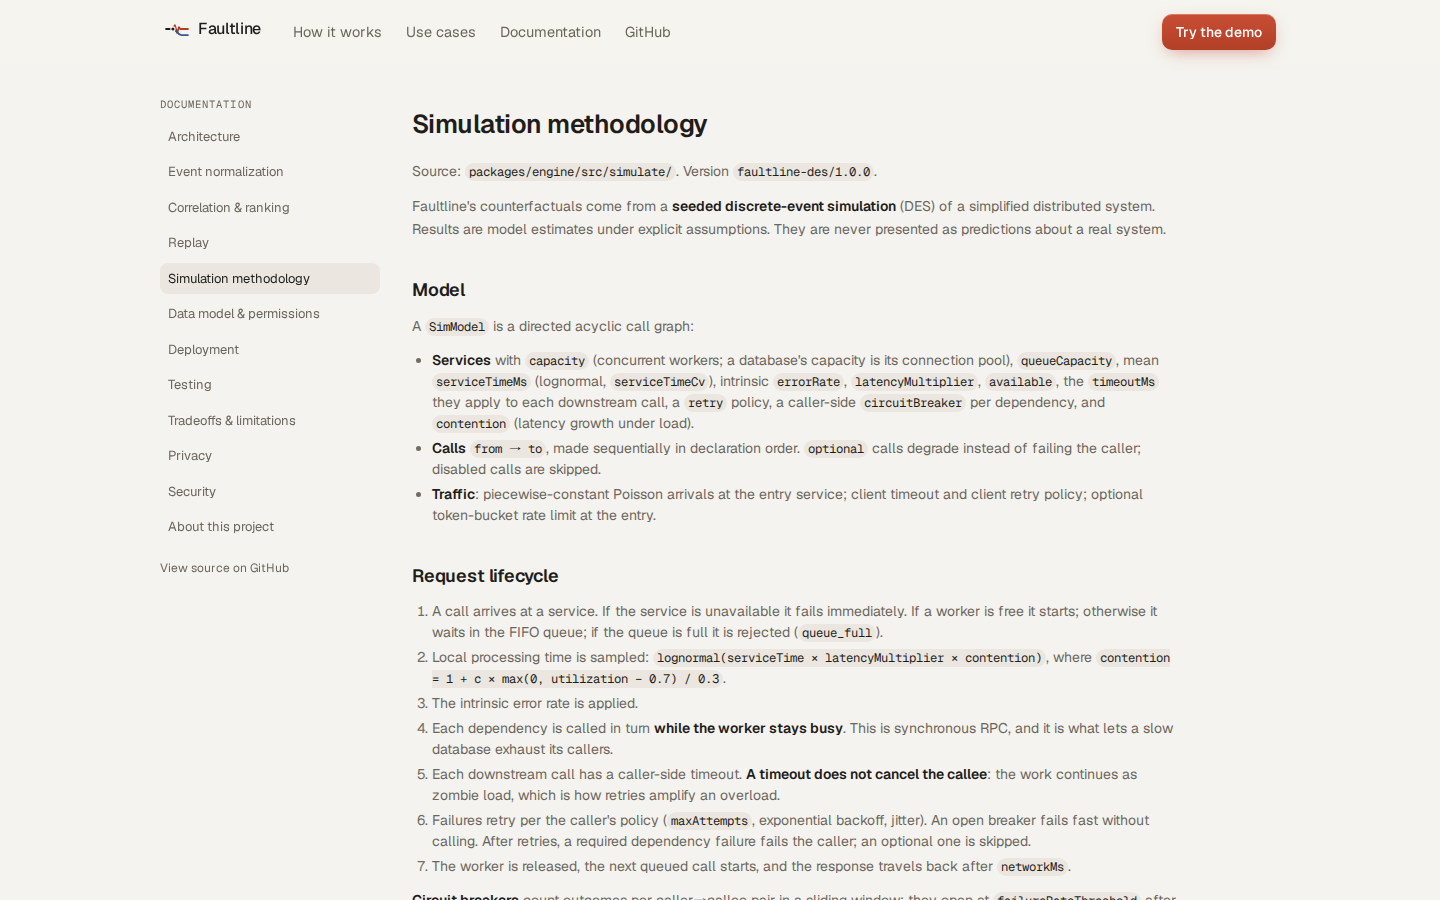 Faultline
How it works
Use cases
Documentation
GitHub
Try the demo
DOCUMENTATION
Architecture
Event normalization
Correlation & ranking
Replay
Simulation methodology
Data model & permissions
Deployment
Testing
Tradeoffs & limitations
Privacy
Security
About this project
View source on GitHub
Simulation methodology
Source: packages/engine/src/simulate/. Version faultline-des/1.0.0.
Faultline's counterfactuals come from a seeded discrete-event simulation (DES) of a simplified distributed system.
Results are model estimates under explicit assumptions. They are never presented as predictions about a real system.
Model
A SimModel is a directed acyclic call graph:
• Services with capacity (concurrent workers; a database's capacity is its connection pool), queueCapacity, mean
serviceTimeMs (lognormal, serviceTimeCv), intrinsic errorRate, latencyMultiplier, available, the timeoutMs
they apply to each downstream call, a retry policy, a caller-side circuitBreaker per dependency, and
contention (latency growth under load).
• Calls from → to, made sequentially in declaration order. optional calls degrade instead of failing the caller;
disabled calls are skipped.
• Traffic: piecewise-constant Poisson arrivals at the entry service; client timeout and client retry policy; optional
token-bucket rate limit at the entry.
Request lifecycle
1. A call arrives at a service. If the service is unavailable it fails immediately. If a worker is free it starts; otherwise it
waits in the FIFO queue; if the queue is full it is rejected (queue_full).
2. Local processing time is sampled: lognormal(serviceTime × latencyMultiplier × contention), where contention
= 1 + c × max(0, utilization − 0.7) / 0.3.
3. The intrinsic error rate is applied.
4. Each dependency is called in turn while the worker stays busy. This is synchronous RPC, and it is what lets a slow
database exhaust its callers.
5. Each downstream call has a caller-side timeout. A timeout does not cancel the callee: the work continues as
zombie load, which is how retries amplify an overload.
6. Failures retry per the caller's policy (maxAttempts, exponential backoff, jitter). An open breaker fails fast without
calling. After retries, a required dependency failure fails the caller; an optional one is skipped.
7. The worker is released, the next queued call starts, and the response travels back after networkMs.
Circuit breakers count outcomes per caller→callee pair in a sliding window; they open at failureRateThreshold after